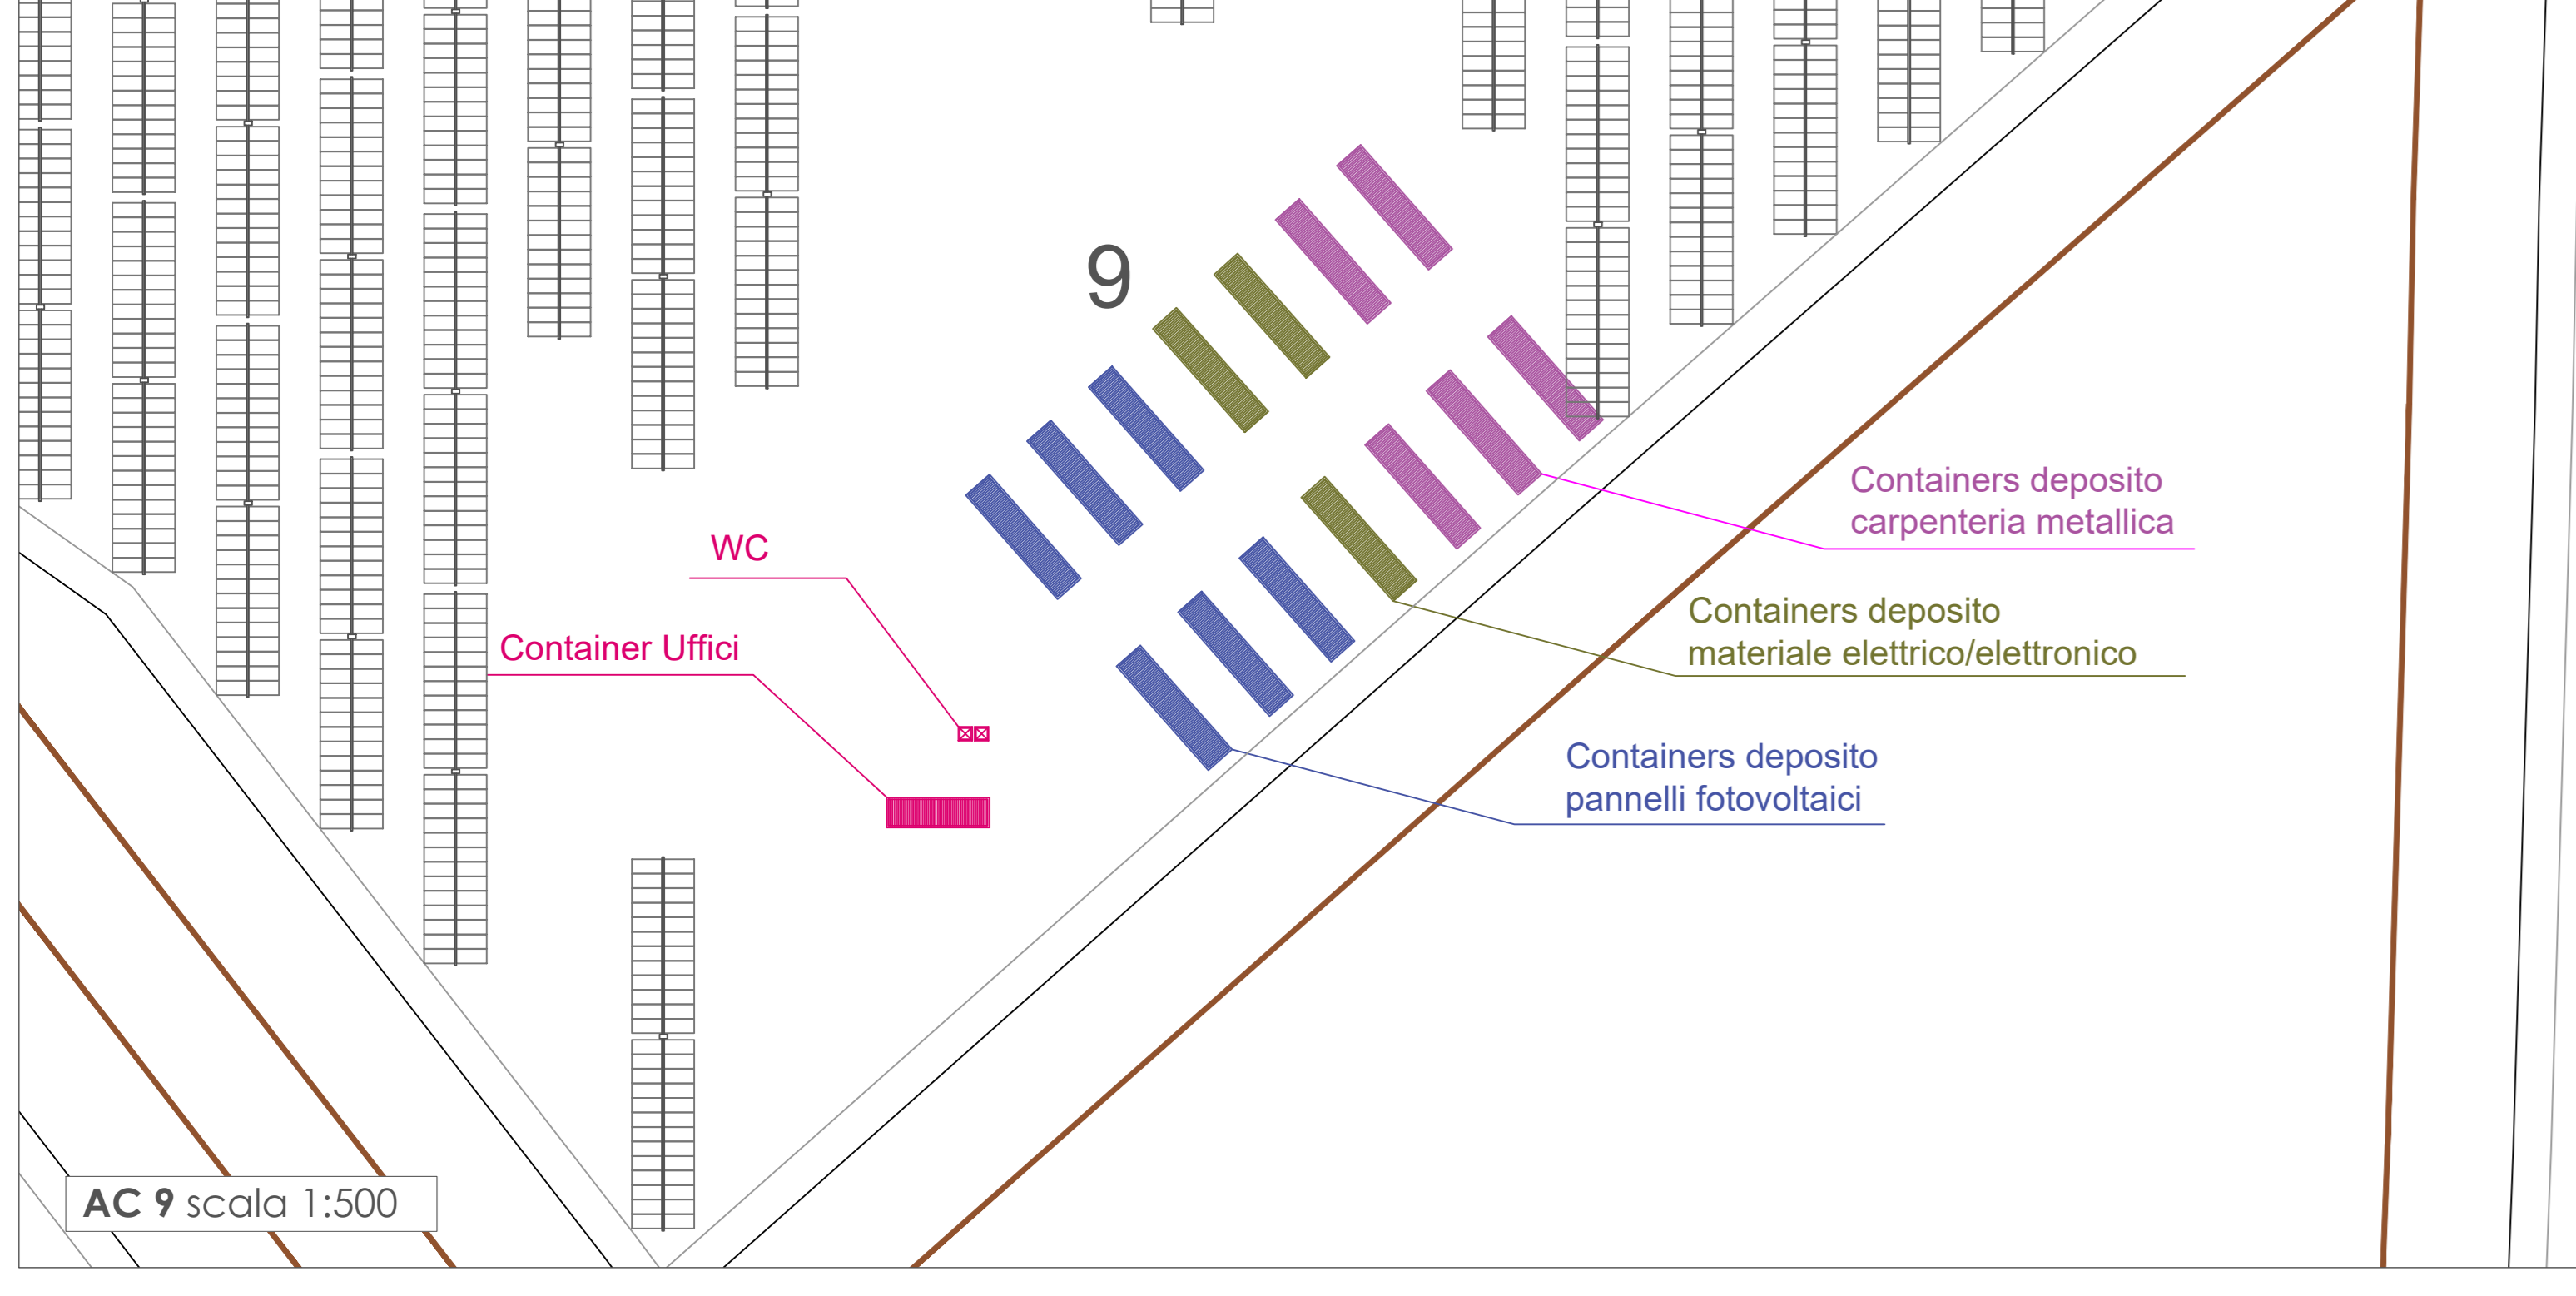 9
Containers deposito
carpenteria metallica
WC
Containers deposito
materiale elettrico/elettronico
Container Uffici
Containers deposito
pannelli fotovoltaici
AC 9 scala 1:500